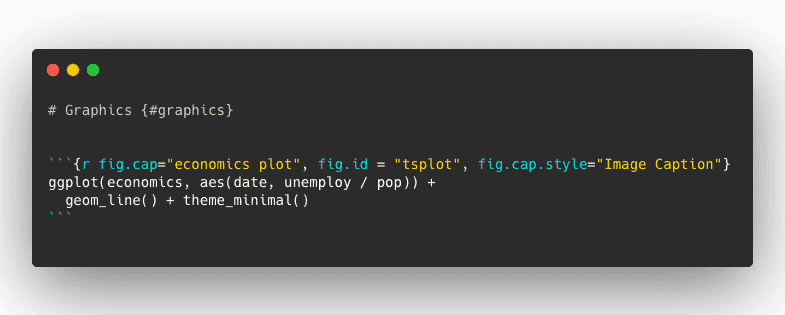 # Graphics {#graphics}
```{r fig.cap="economics plot", fig.id = "tsplot", fig.cap.style="Image Caption"}
ggplot(economics, aes(date, unemploy / pop)) +
  geom_line() + theme_minimal()
```